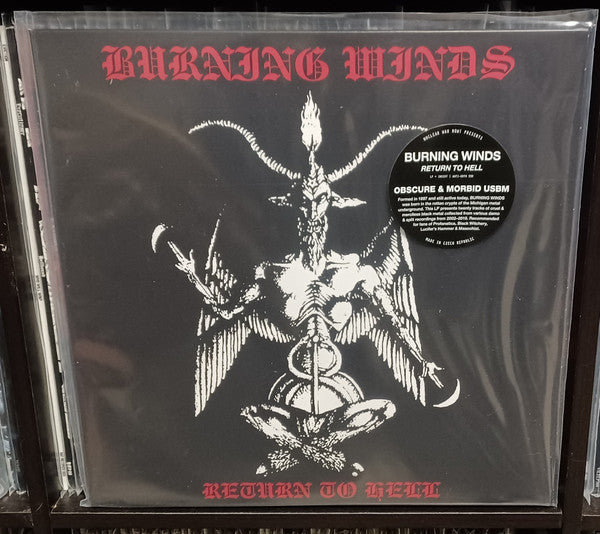 BURNING WINDS
NUCLEAR WAR NOW! PRESENTS
BURNING WINDS
RETURN TO HELL
OBSCURE & MORBID USBM
Formed in 1997 and still active today, BURNING WINDS
was born in the rotten crypts of the Michigan metal
underground. This LP presents twenty tracks of cruel &
merciless black metal collected from various demo
& split recordings from 2002-2019. Recommended
for fans of Profanatica, Black Witchery,
Lucifer's Hammer & Masochist.
MADE IN CZECH REPUBLIC
RETURN TO HELL